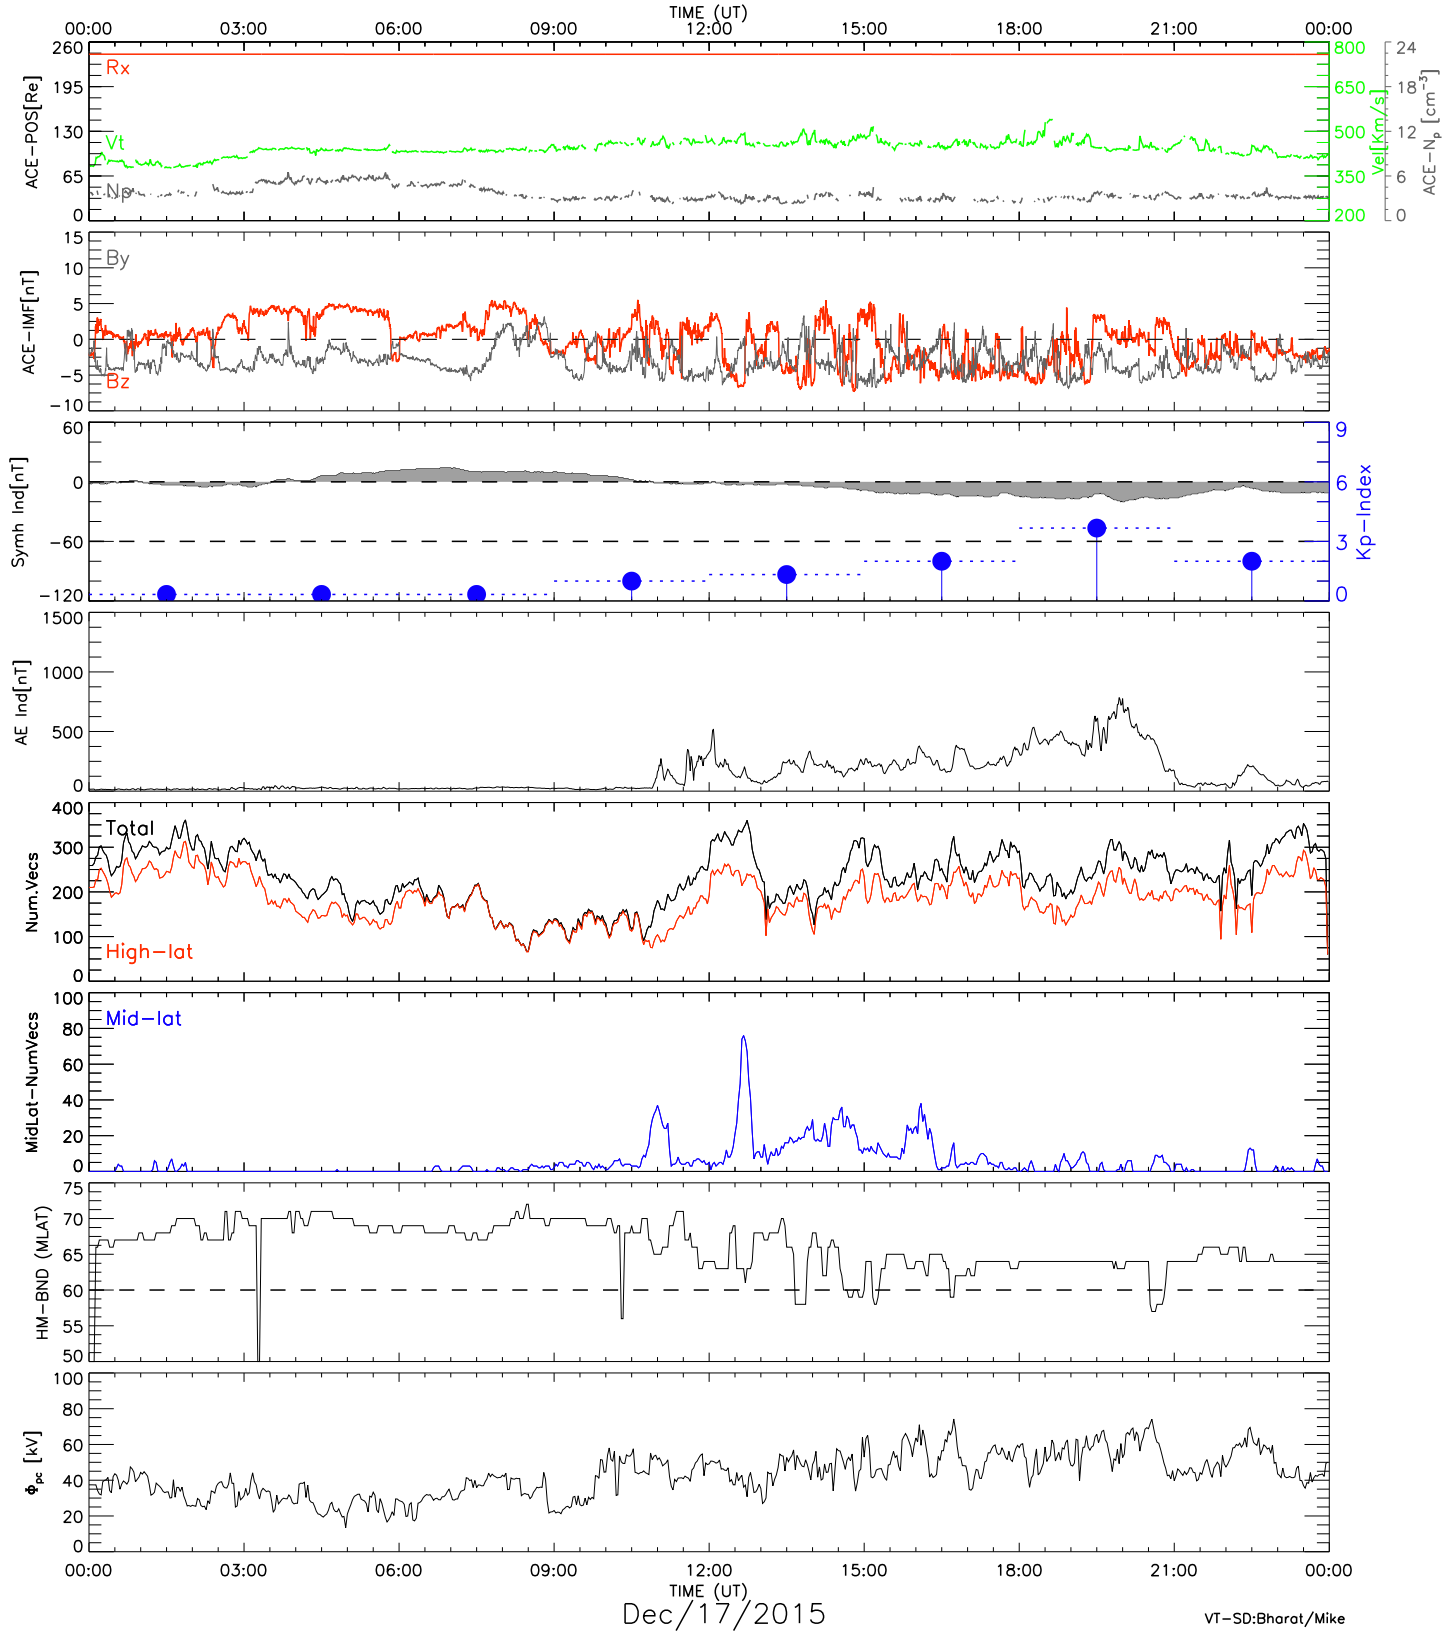 TIME (UT)
00:00 03:00 06:00 09:00 12:00 15:00 18:00 21:00 00:00
ACE-POS[Re]
260
195
130
65
0
Rx
Vt
Np
800
650
500
350
200
Vel[Km/s]
24
18
12
6
0
ACE-Np [cm-3]
ACE-IMF[nT]
15
10
5
0
-5
-10
By
Bz
Symh Ind[nT]
60
0
-60
-120
9
6
3
0
Kp-Index
AE Ind[nT]
1500
1000
500
0
Num.Vecs
400
300
200
100
0
Total
High-lat
MidLat-NumVecs
100
80
60
40
20
0
Mid-lat
HM-BND (MLAT)
75
70
65
60
55
50
Φpc [kV]
100
80
60
40
20
0
00:00 03:00 06:00 09:00 12:00 15:00 18:00 21:00 00:00
TIME (UT)
Dec/17/2015
VT-SD:Bharat/Mike